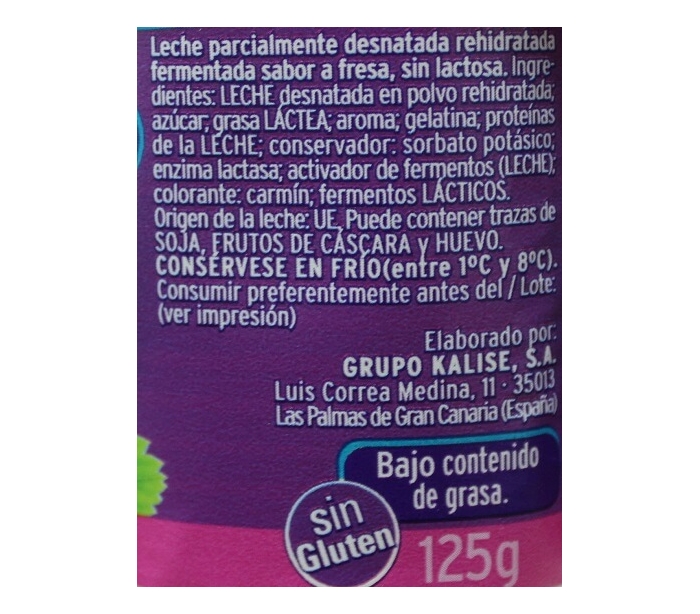 Leche parcialmente desnatada rehidratada
fermentada sabor a fresa, sin lactosa. Ingre-
dientes: LECHE desnatada en polvo rehidratada;
azúcar; grasa LÁCTEA; aroma; gelatina; proteínas
de la LECHE; conservador: sorbato potásico;
enzima lactasa; activador de fermentos (LECHE);
colorante: carmín; fermentos LÁCTICOS.
Origen de la leche: UE. Puede contener trazas de
SOJA, FRUTOS DE CÁSCARA y HUEVO.
CONSÉRVESE EN FRÍO(entre 1ºC y 8ºC).
Consumir preferentemente antes del / Lote:
(ver impresión)
Elaborado por:
GRUPO KALISE, S.A.
Luis Correa Medina, 11 · 35013
Las Palmas de Gran Canaria (España)
Bajo contenido
de grasa.
sin
Gluten
125g